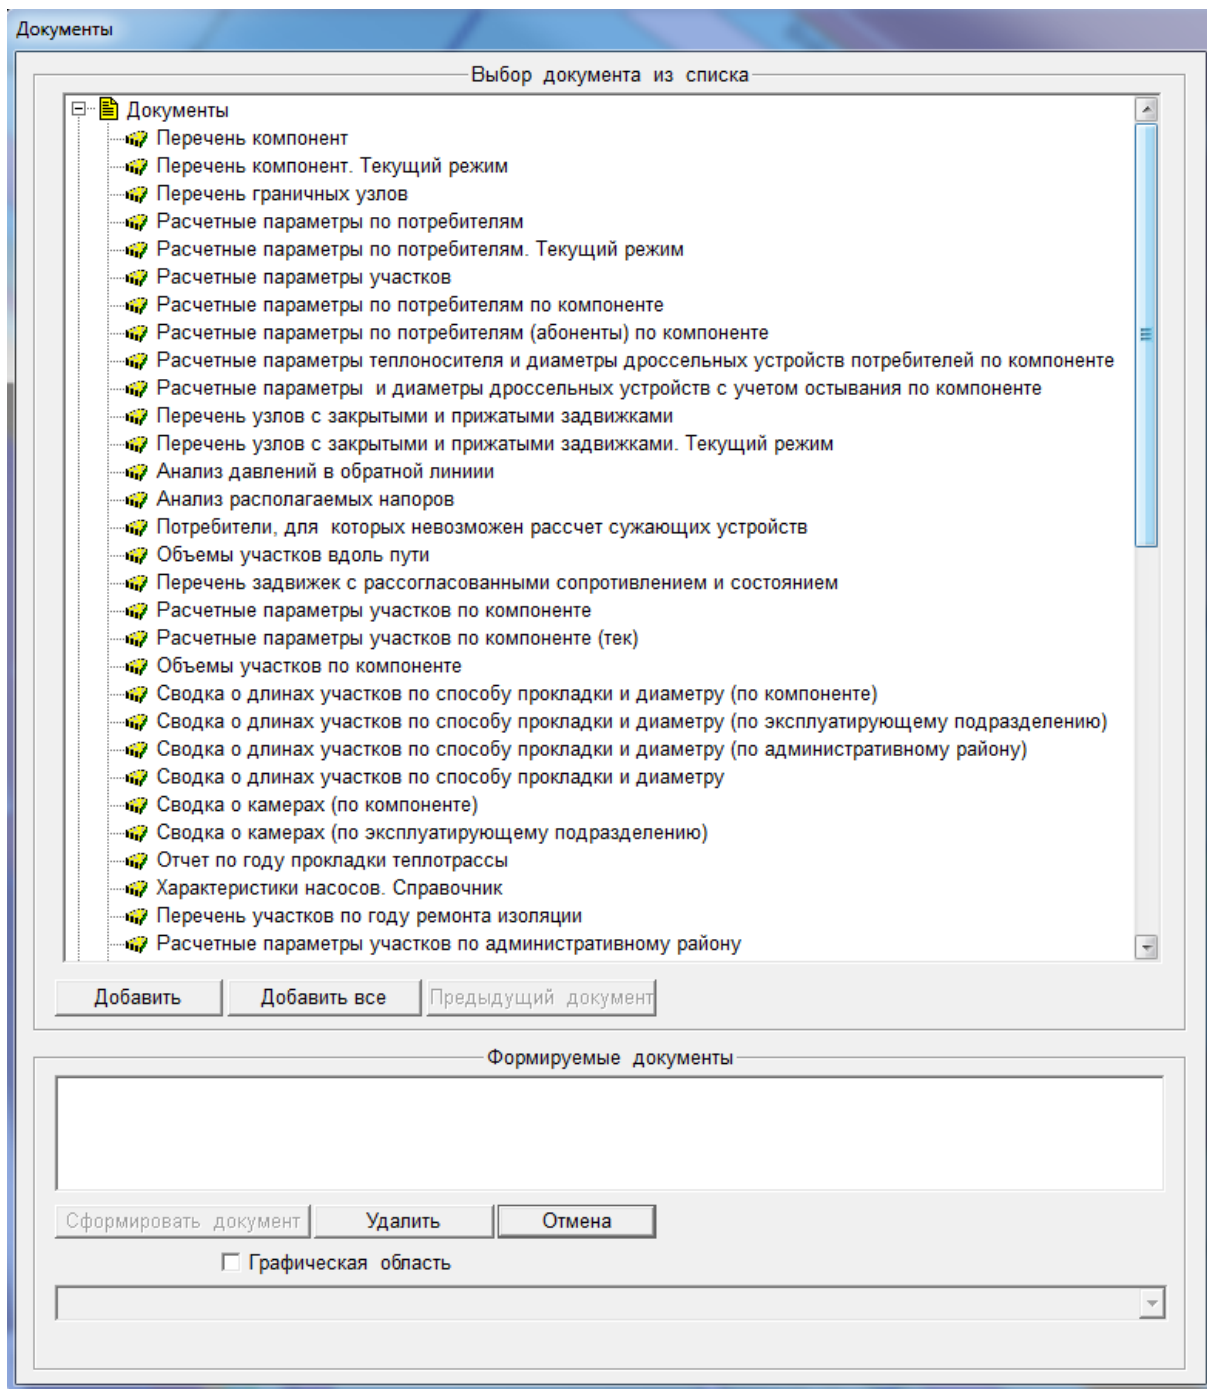 Документы
Выбор документа из списка
Документы
Перечень компонент
Перечень компонент. Текущий режим
Перечень граничных узлов
Расчетные параметры по потребителям
Расчетные параметры по потребителям. Текущий режим
Расчетные параметры участков
Расчетные параметры по потребителям по компоненте
Расчетные параметры по потребителям (абоненты) по компоненте
Расчетные параметры теплоносителя и диаметры дроссельных устройств потребителей по компоненте
Расчетные параметры и диаметры дроссельных устройств с учетом остывания по компоненте
Перечень узлов с закрытыми и прижатыми задвижками
Перечень узлов с закрытыми и прижатыми задвижками. Текущий режим
Анализ давлений в обратной линиии
Анализ располагаемых напоров
Потребители, для которых невозможен рассчет сужающих устройств
Объемы участков вдоль пути
Перечень задвижек с рассогласованными сопротивлением и состоянием
Расчетные параметры участков по компоненте
Расчетные параметры участков по компоненте (тек)
Объемы участков по компоненте
Сводка о длинах участков по способу прокладки и диаметру (по компоненте)
Сводка о длинах участков по способу прокладки и диаметру (по эксплуатирующему подразделению)
Сводка о длинах участков по способу прокладки и диаметру (по административному району)
Сводка о длинах участков по способу прокладки и диаметру
Сводка о камерах (по компоненте)
Сводка о камерах (по эксплуатирующему подразделению)
Отчет по году прокладки теплотрассы
Характеристики насосов. Справочник
Перечень участков по году ремонта изоляции
Расчетные параметры участков по административному району
Добавить Добавить все Предыдущий документ
Формируемые документы
Сформировать документ Удалить Отмена
Графическая область